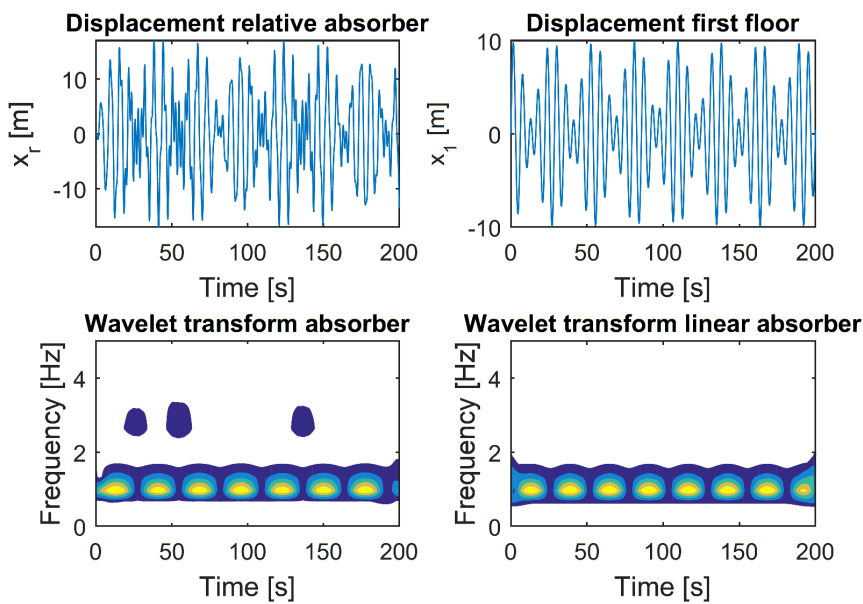 Displacement relative absorber
10
0
-10
x_r [m]
0 50 100 150 200
Time [s]
Displacement first floor
10
0
-10
x_1 [m]
0 50 100 150 200
Time [s]
Wavelet transform absorber
4
2
0
Frequency [Hz]
0 50 100 150 200
Time [s]
Wavelet transform linear absorber
4
2
0
Frequency [Hz]
0 50 100 150 200
Time [s]